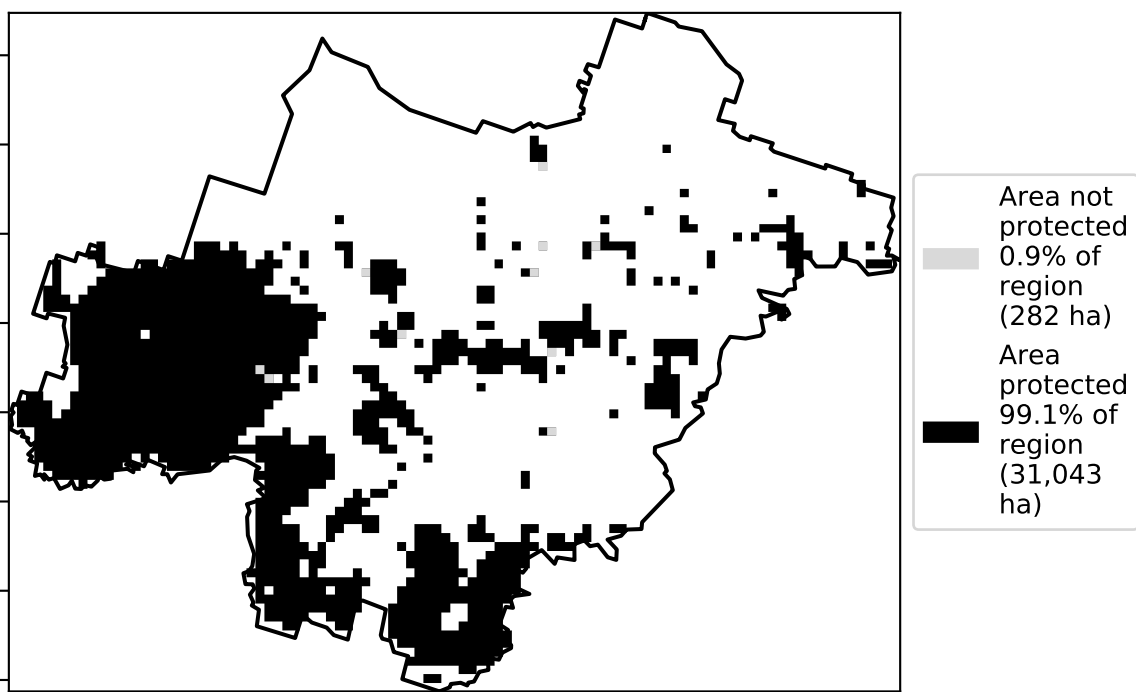 Area not
protected
0.9% of
region
(282 ha)
Area
protected
99.1% of
region
(31,043
ha)